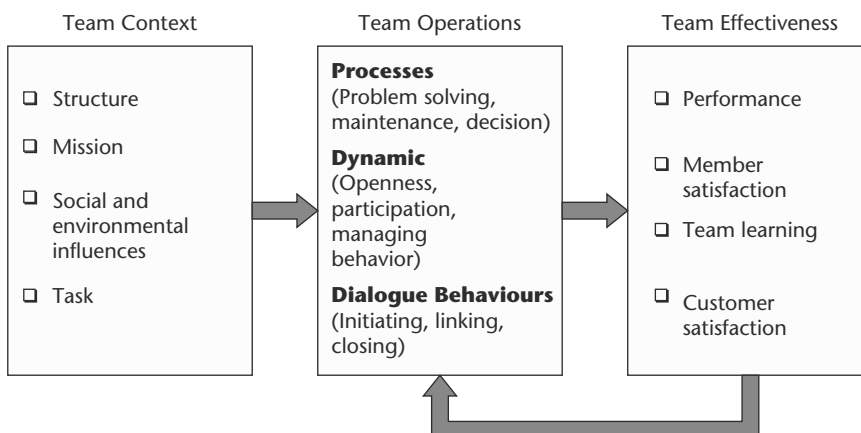 Team Context
Structure
Mission
Social and
environmental
influences
Task
Team Operations
Processes
(Problem solving,
maintenance, decision)
Dynamic
(Openness,
participation,
managing
behavior)
Dialogue Behaviours
(Initiating, linking,
closing)
Team Effectiveness
Performance
Member
satisfaction
Team learning
Customer
satisfaction